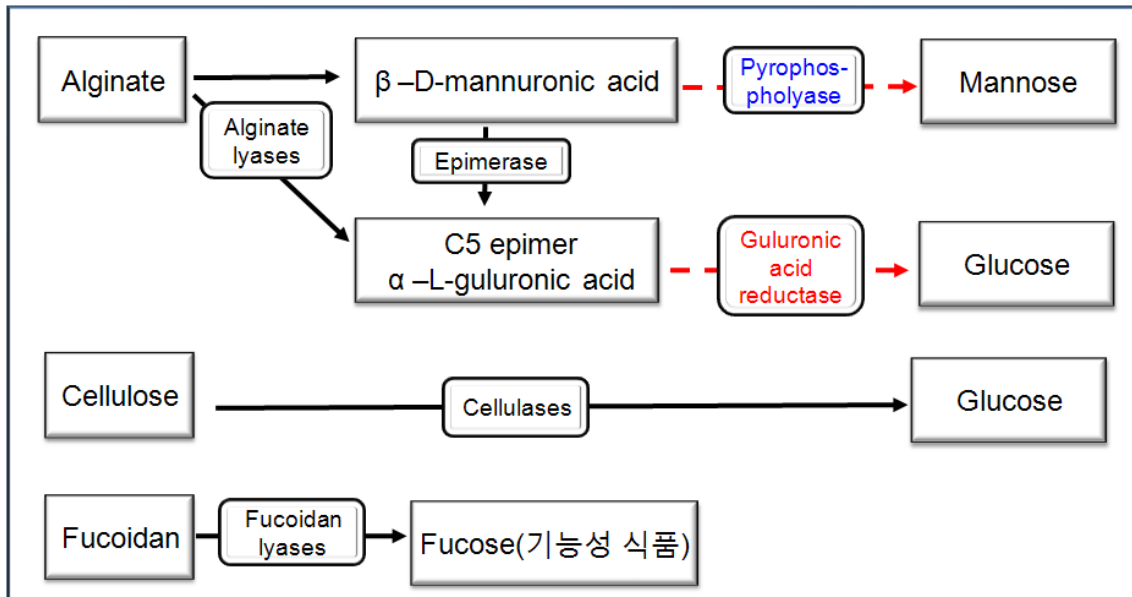 Alginate
β –D-mannuronic acid
Pyrophos-
pholyase
Mannose
Alginate
lyases
Epimerase
C5 epimer
α –L-guluronic acid
Guluronic
acid
reductase
Glucose
Cellulose
Cellulases
Glucose
Fucoidan
Fucoidan
lyases
Fucose(기능성 식품)